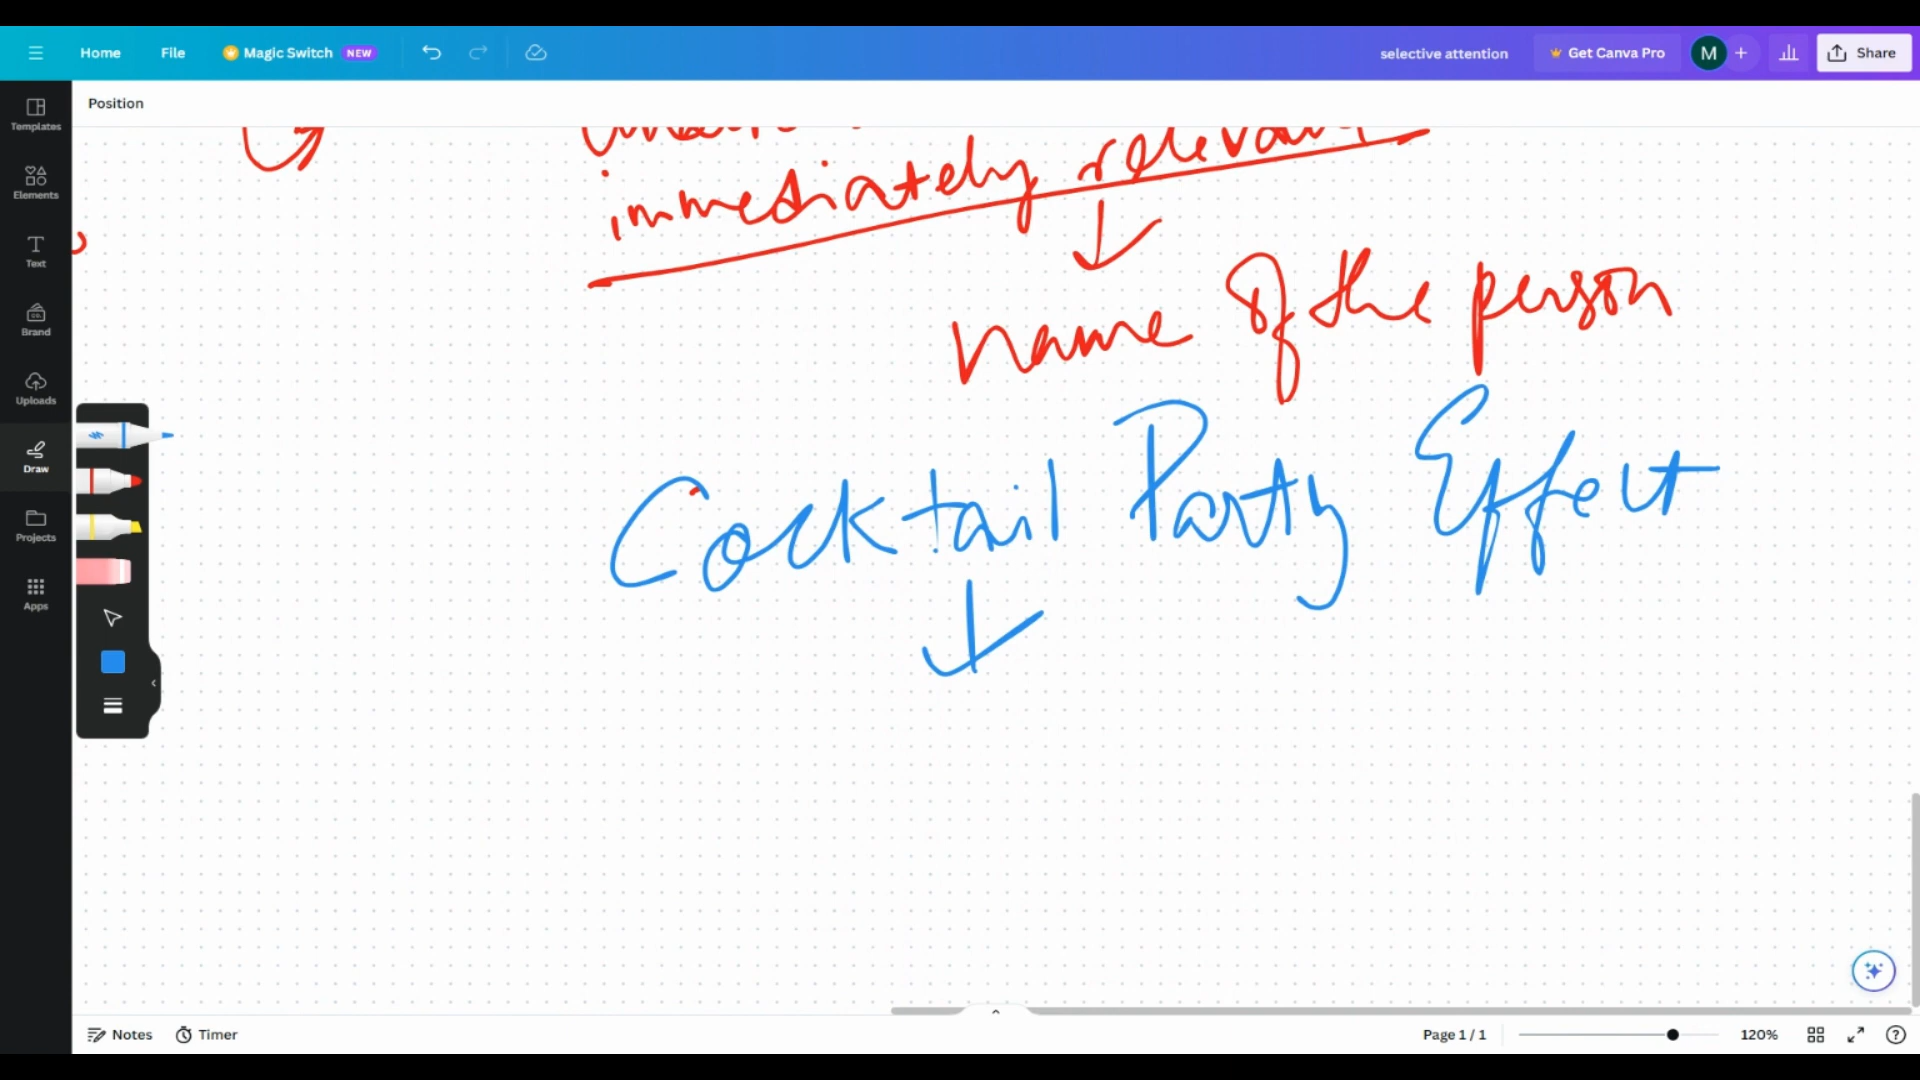 Home File Magic Switch NEW selective attention Get Canva Pro M + Share
Position
Templates
Elements
Text
Brand
Uploads
Draw
Projects
Apps
immediately relevant
name of the person
Cocktail Party Effect
Notes Timer Page 1 / 1 120%